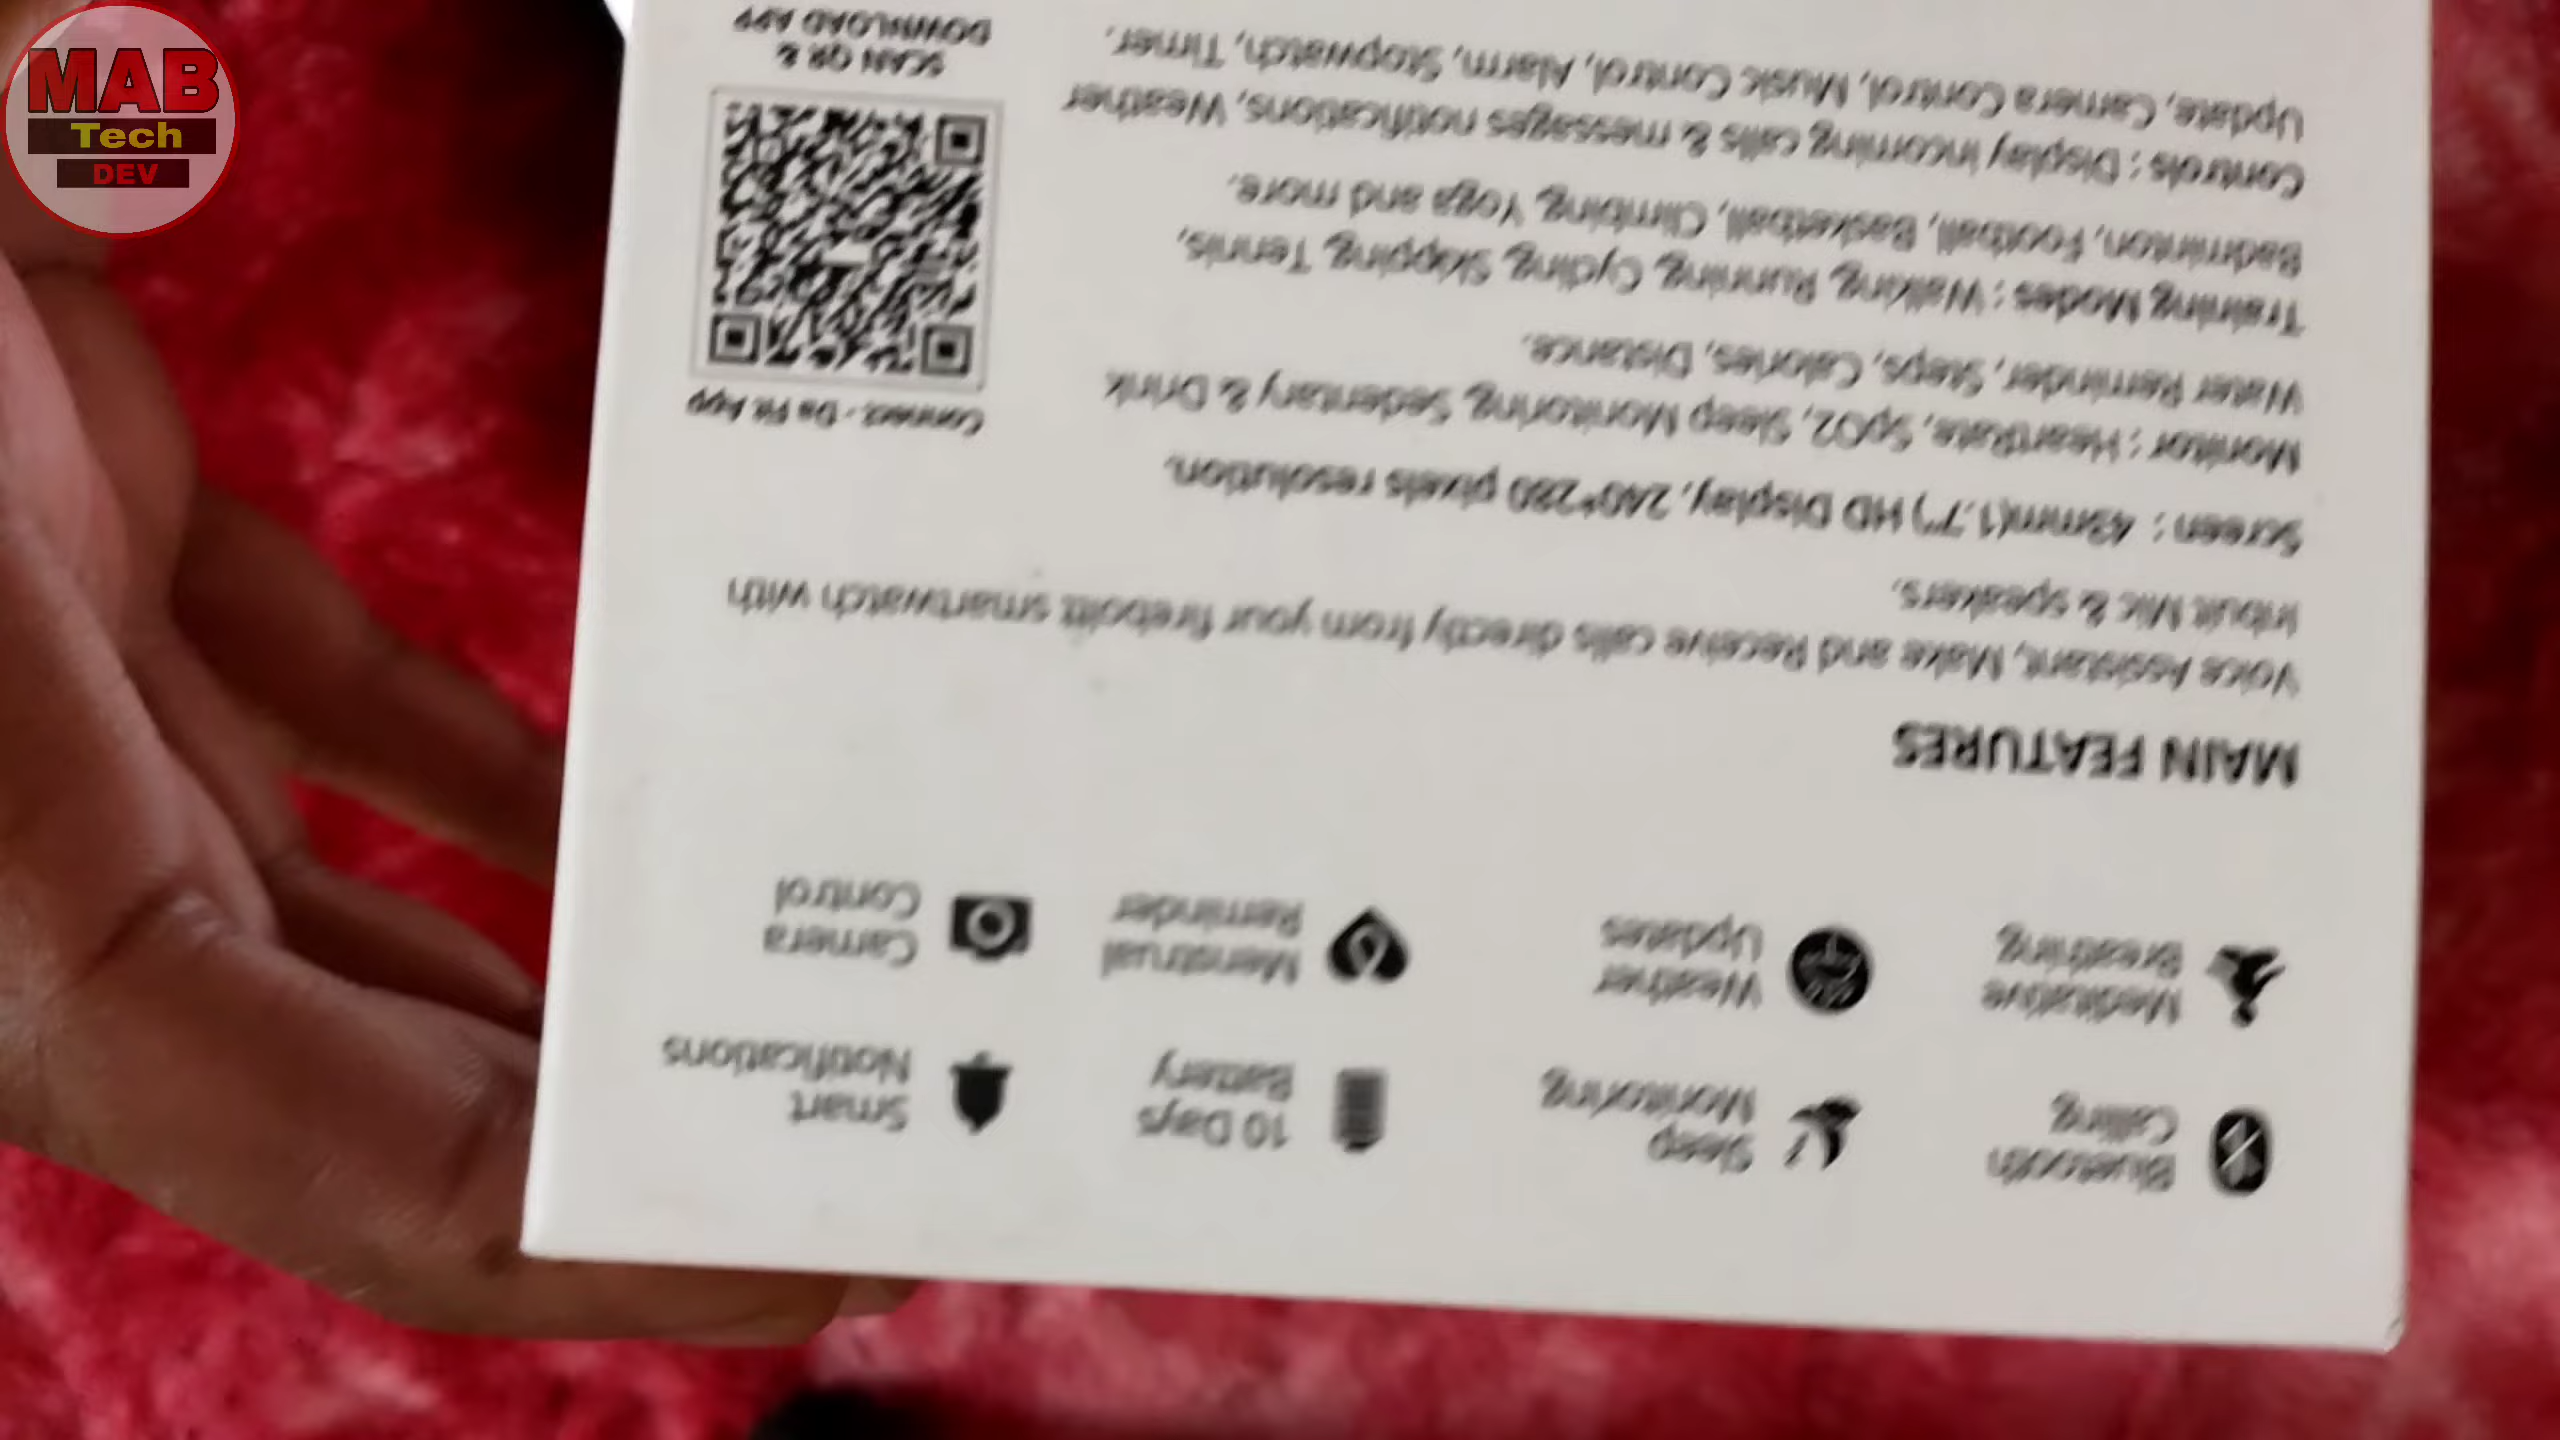 MAB
Tech
DEV
Bluetooth
Calling
Sleep
Monitoring
10 Days
Battery
Smart
Notifications
Meditative
Breathing
Weather
Updates
Menstrual
Reminder
Camera
Control
MAIN FEATURES
Voice Assistant, Make and Receive calls directly from your fireboltt smartwatch with
Inbuilt Mic & speakers.
Screen : 43mm(1.7") HD Display, 240*280 pixels resolution.
Monitor : HeartRate, SpO2, Sleep Monitoring, Sedentary & Drink
Water Reminder, Steps, Calories, Distance.
Training Modes : Walking, Running, Cycling, Skipping, Tennis,
Badminton, Football, Basketball, Climbing, Yoga and more.
Controls : Display incoming calls & messages notifications, Weather
Update, Camera Control, Music Control, Alarm, Stopwatch, Timer.
Connect - Da Fit App
SCAN QR &
DOWNLOAD APP